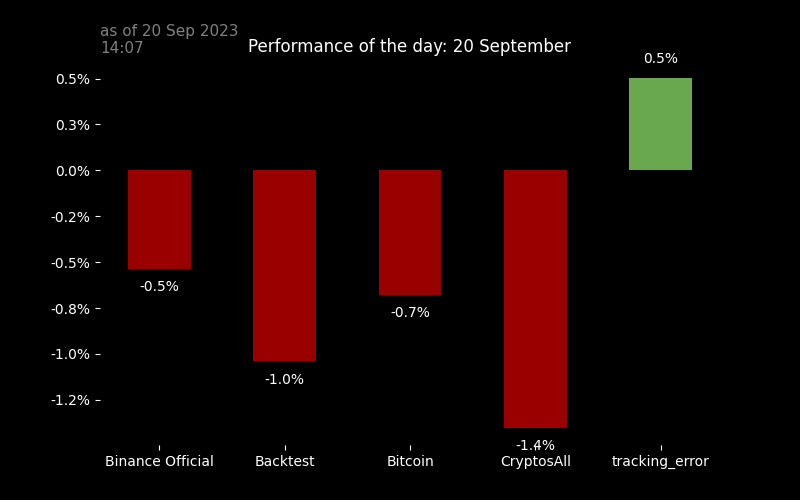 as of 20 Sep 2023
14:07
Performance of the day: 20 September
0.5%
0.5%
0.3%
0.0%
-0.2%
-0.5%
-0.8%
-1.0%
-1.2%
-0.5%
-1.0%
-0.7%
-1.4%
Binance Official
Backtest
Bitcoin
CryptosAll
tracking_error